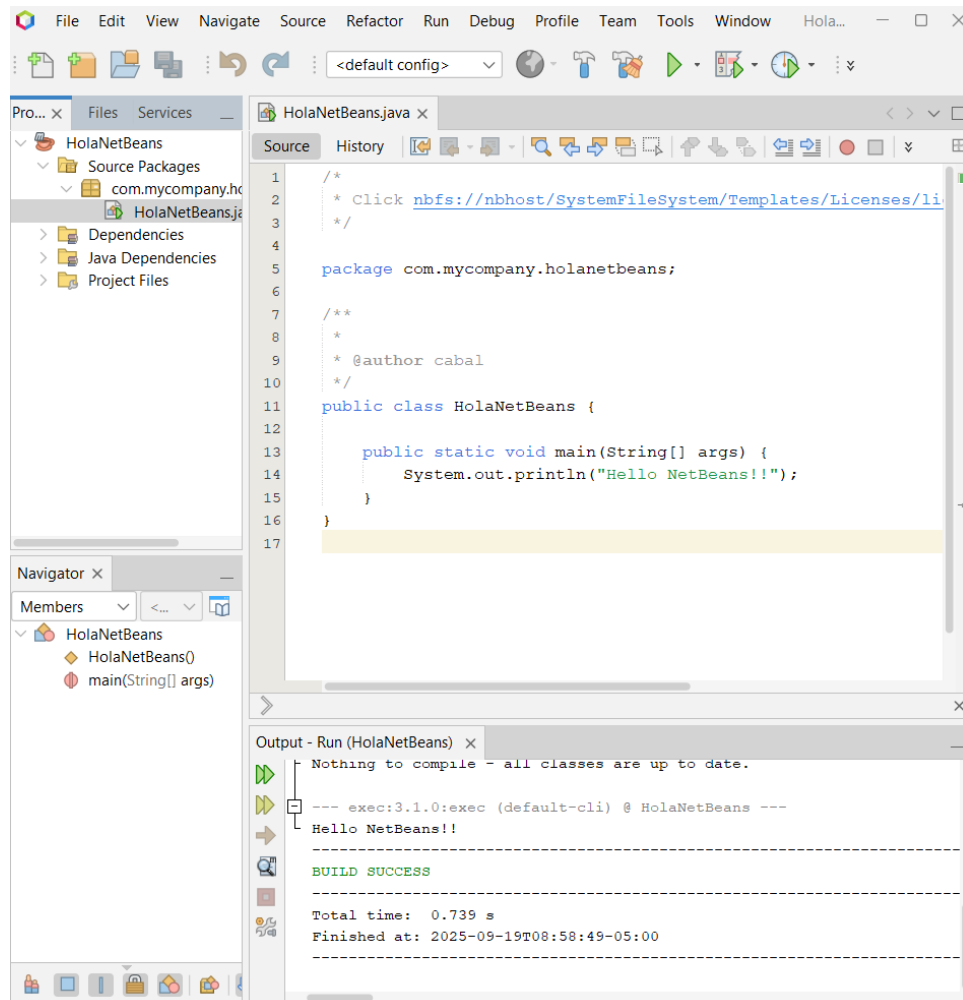 File Edit View Navigate Source Refactor Run Debug Profile Team Tools Window Hola...
<default config>
Pro... Files Services
HolaNetBeans
Source Packages
com.mycompany.hc
HolaNetBeans.ja
Dependencies
Java Dependencies
Project Files
HolaNetBeans.java
Source History
1 /*
2 * Click nbfs://nbhost/SystemFileSystem/Templates/Licenses/li
3 */
4
5 package com.mycompany.holanetbeans;
6
7 /**
8 *
9 * @author cabal
10 */
11 public class HolaNetBeans {
12
13 public static void main(String[] args) {
14 System.out.println("Hello NetBeans!!");
15 }
16 }
17
Navigator
Members <...
HolaNetBeans
HolaNetBeans()
main(String[] args)
Output - Run (HolaNetBeans)
Nothing to compile - all classes are up to date.
--- exec:3.1.0:exec (default-cli) @ HolaNetBeans ---
Hello NetBeans!!
------------------------------------------------------------------------
BUILD SUCCESS
------------------------------------------------------------------------
Total time: 0.739 s
Finished at: 2025-09-19T08:58:49-05:00
------------------------------------------------------------------------